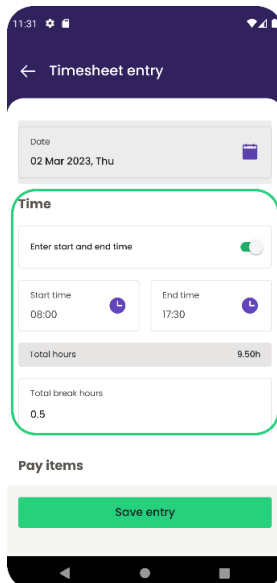 11:31
Timesheet entry
Date
02 Mar 2023, Thu
Time
Enter start and end time
Start time
08:00
End time
17:30
Total hours 9.50h
Total break hours
0.5
Pay items
Save entry